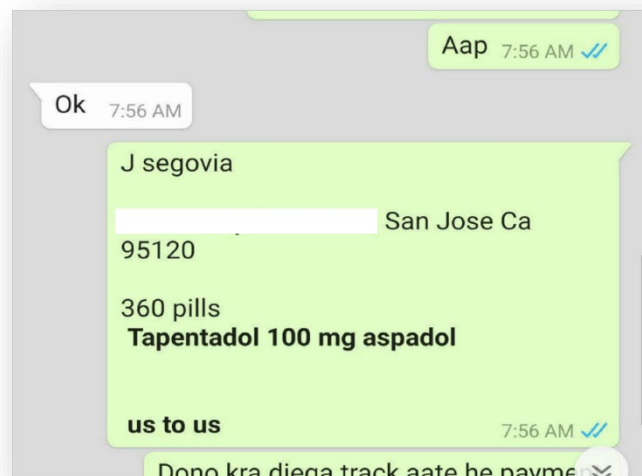 Aap 7:56 AM
Ok 7:56 AM
J segovia
San Jose Ca
95120
360 pills
Tapentadol 100 mg aspadol
us to us
7:56 AM
Dono kra diega track aate he